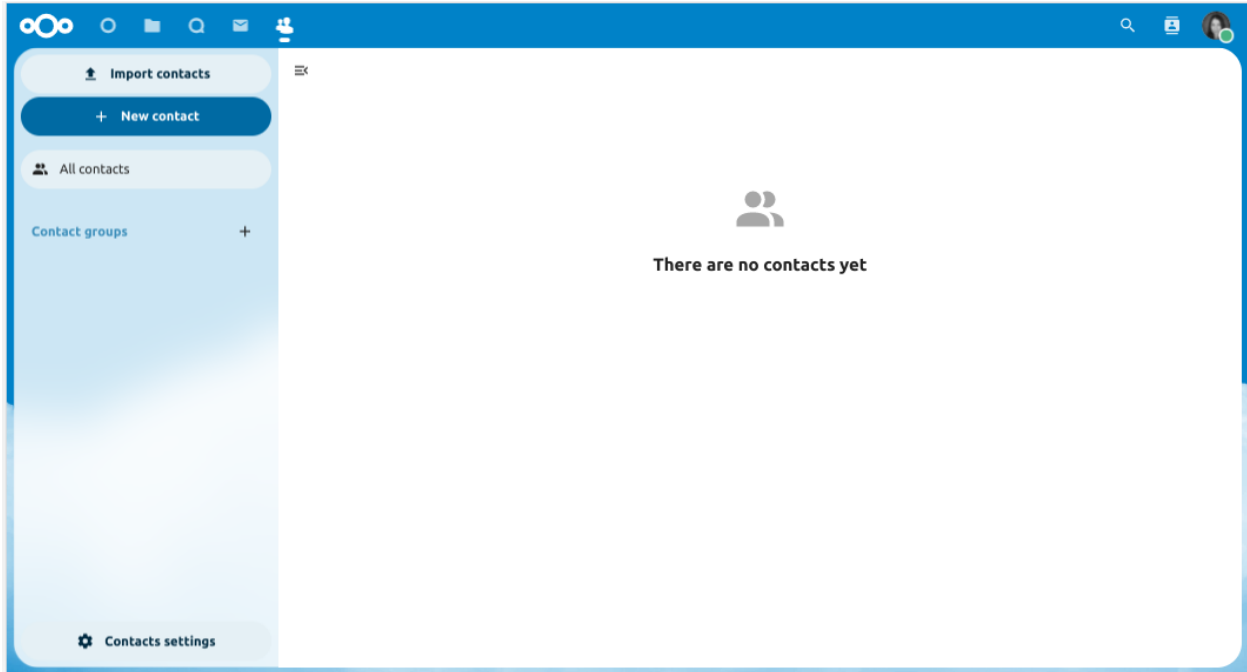 Import contacts
+ New contact
All contacts
Contact groups +
There are no contacts yet
Contacts settings